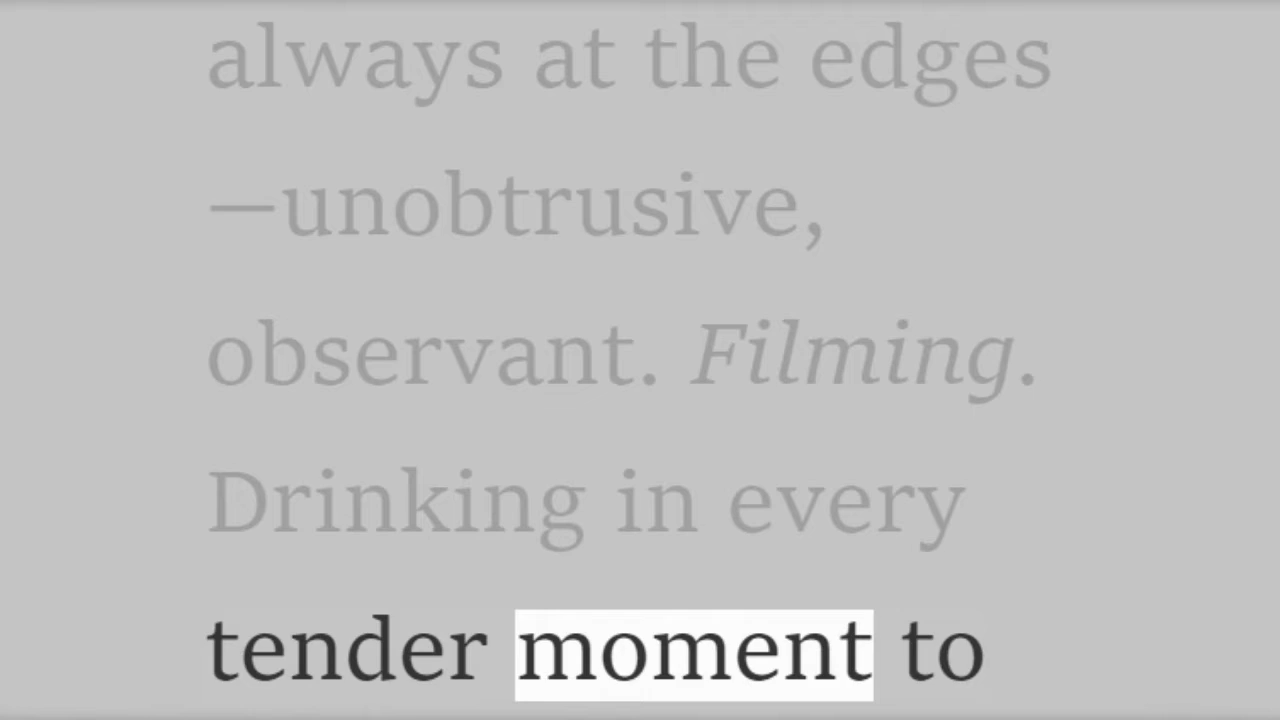 always at the edges
—unobtrusive,
observant. Filming.
Drinking in every
tender moment to